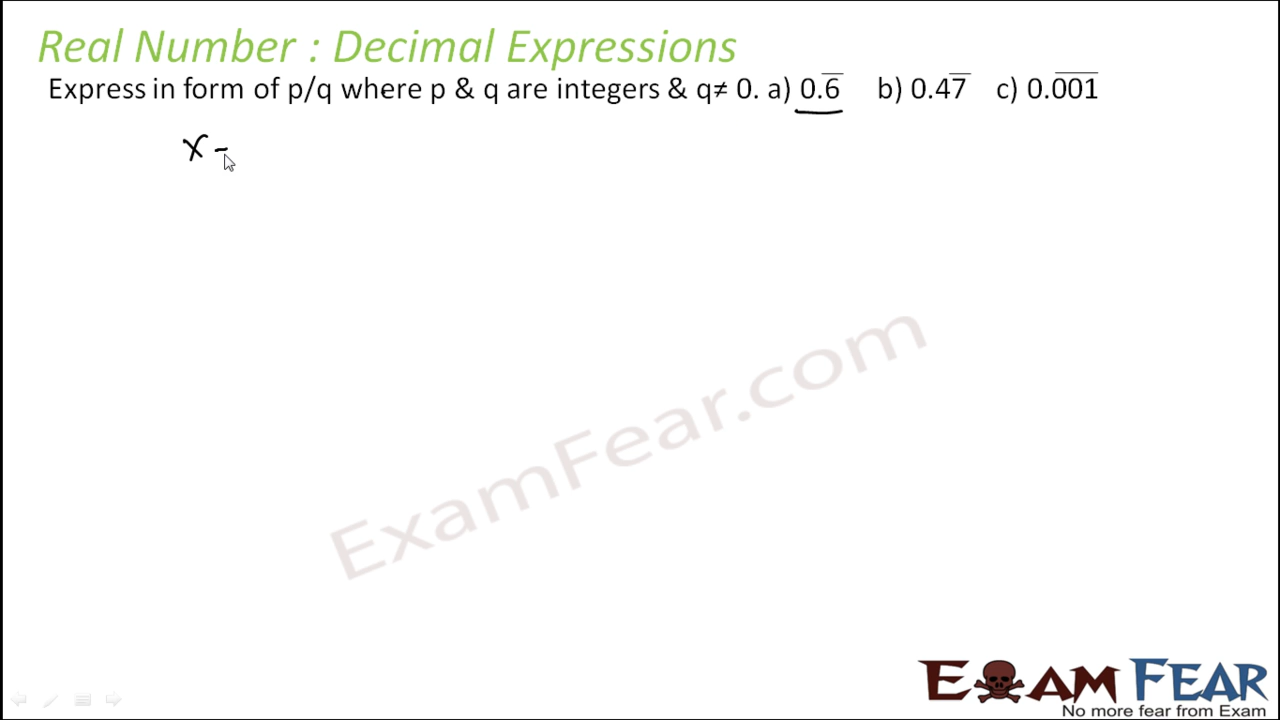 Real Number : Decimal Expressions
Express in form of p/q where p & q are integers & q≠ 0. a) 0.6̅ b) 0.47̅ c) 0.0̅0̅1̅
x -
ExamFear.com
EXAM FEAR
No more fear from Exam